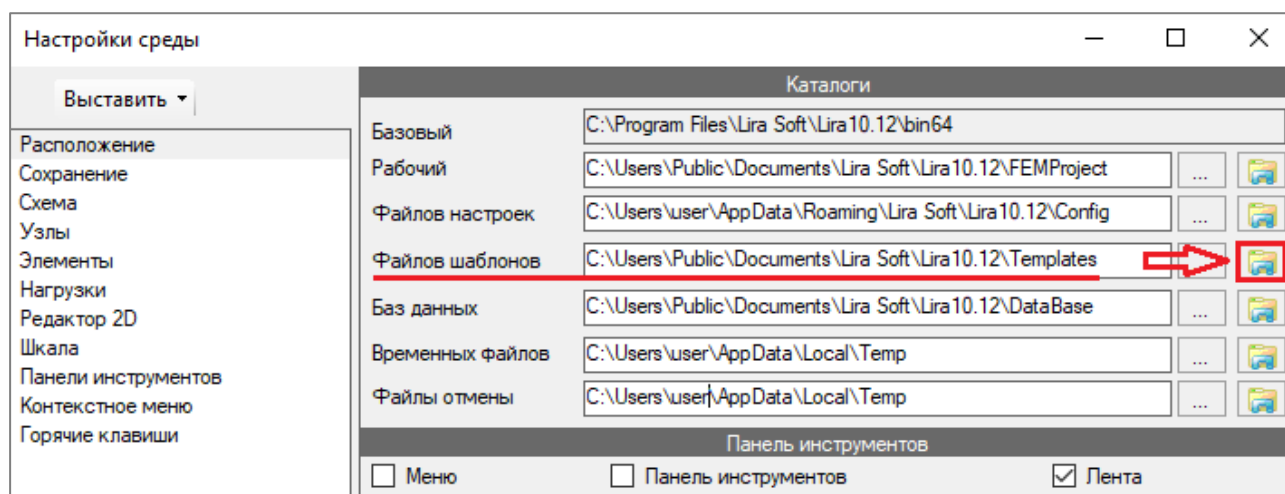 Настройки среды
Выставить
Расположение
Сохранение
Схема
Узлы
Элементы
Нагрузки
Редактор 2D
Шкала
Панели инструментов
Контекстное меню
Горячие клавиши
Каталоги
Базовый C:\Program Files\Lira Soft\Lira10.12\bin64
Рабочий C:\Users\Public\Documents\Lira Soft\Lira10.12\FEMProject ...
Файлов настроек C:\Users\user\AppData\Roaming\Lira Soft\Lira10.12\Config ...
Файлов шаблонов C:\Users\Public\Documents\Lira Soft\Lira10.12\Templates
Баз данных C:\Users\Public\Documents\Lira Soft\Lira10.12\DataBase ...
Временных файлов C:\Users\user\AppData\Local\Temp ...
Файлы отмены C:\Users\user\AppData\Local\Temp ...
Панель инструментов
Меню Панель инструментов Лента